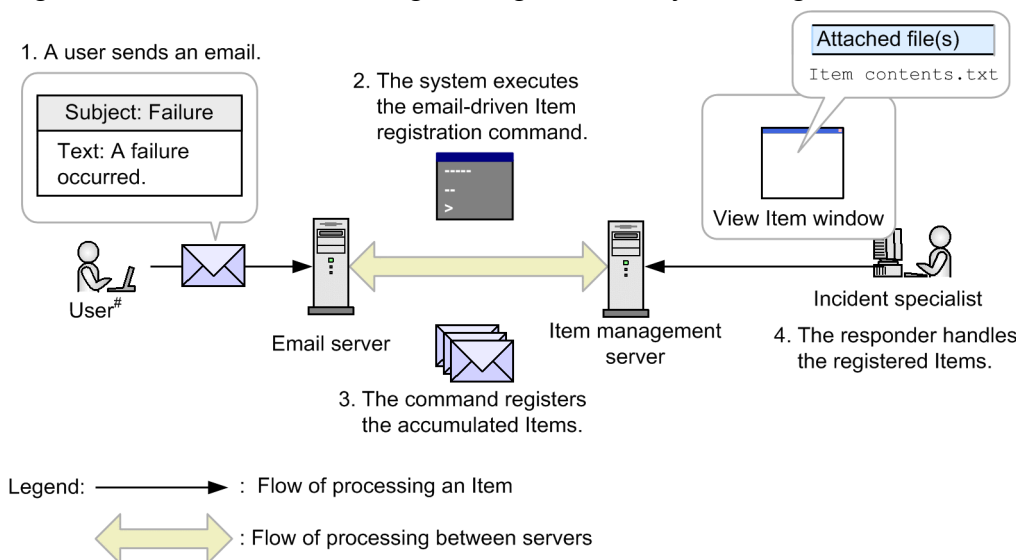 1. A user sends an email.
Subject: Failure
Text: A failure
occurred.
2. The system executes
the email-driven Item
registration command.
-----
--
>
Attached file(s)
Item contents.txt
View Item window
User#
Email server
Item management
server
Incident specialist
3. The command registers
the accumulated Items.
4. The responder handles
the registered Items.
Legend:
: Flow of processing an Item
: Flow of processing between servers